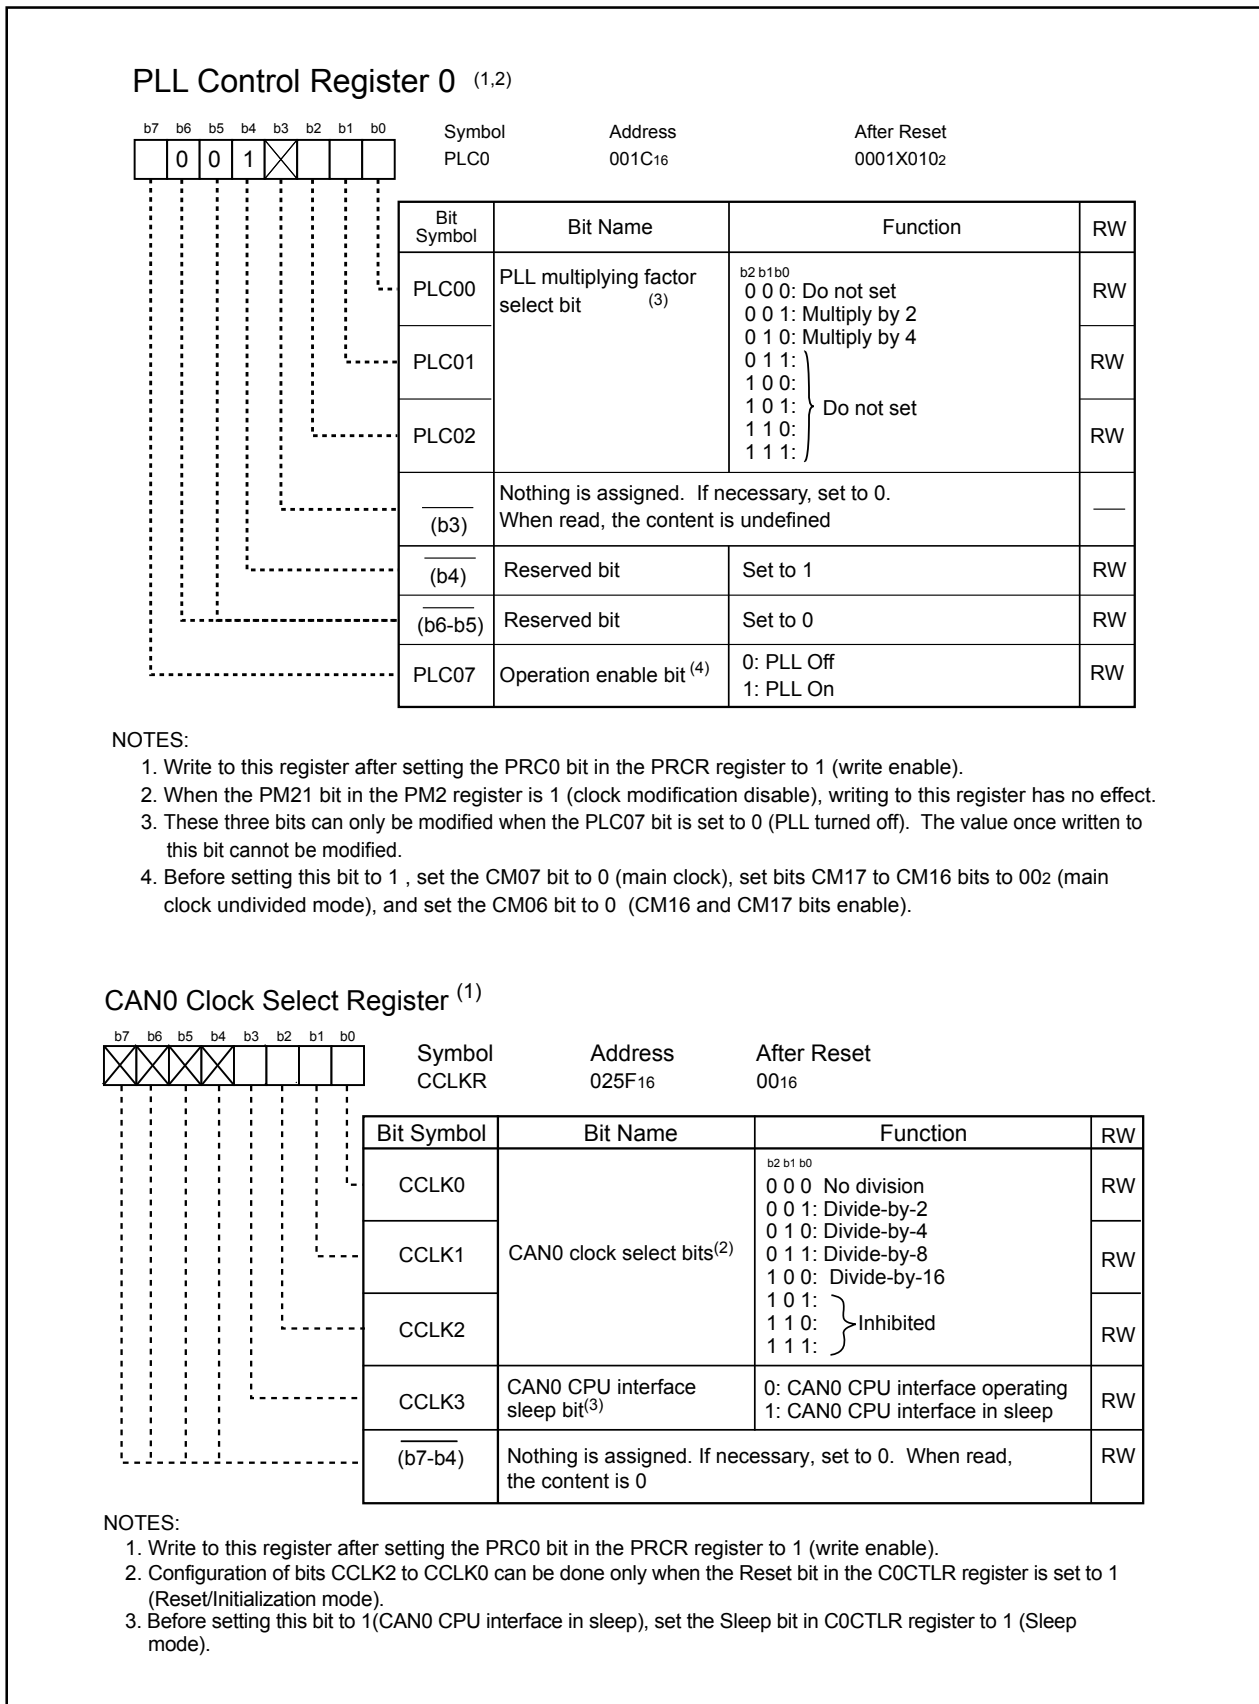 PLL Control Register 0 (1,2)
b7 b6 b5 b4 b3 b2 b1 b0
Symbol Address After Reset
0 0 1
PLC0 001C16 0001X0102
Bit Symbol Bit Name Function RW
PLC00 PLL multiplying factor select bit (3) RW
b2 b1b0
0 0 0: Do not set
0 0 1: Multiply by 2
0 1 0: Multiply by 4
PLC01 RW
0 1 1:
1 0 0:
1 0 1: Do not set
1 1 0:
1 1 1:
PLC02 RW
(b3) Nothing is assigned. If necessary, set to 0.
When read, the content is undefined
(b4) Reserved bit Set to 1 RW
(b6-b5) Reserved bit Set to 0 RW
PLC07 Operation enable bit (4) 0: PLL Off RW
1: PLL On
NOTES:
1. Write to this register after setting the PRC0 bit in the PRCR register to 1 (write enable).
2. When the PM21 bit in the PM2 register is 1 (clock modification disable), writing to this register has no effect.
3. These three bits can only be modified when the PLC07 bit is set to 0 (PLL turned off). The value once written to
this bit cannot be modified.
4. Before setting this bit to 1 , set the CM07 bit to 0 (main clock), set bits CM17 to CM16 bits to 002 (main
clock undivided mode), and set the CM06 bit to 0 (CM16 and CM17 bits enable).
CAN0 Clock Select Register (1)
b7 b6 b5 b4 b3 b2 b1 b0
Symbol Address After Reset
CCLKR 025F16 0016
Bit Symbol Bit Name Function RW
b2 b1 b0
CCLK0 0 0 0 No division RW
0 0 1: Divide-by-2
0 1 0: Divide-by-4
CCLK1 CAN0 clock select bits(2) 0 1 1: Divide-by-8 RW
1 0 0: Divide-by-16
1 0 1:
CCLK2 1 1 0: Inhibited RW
1 1 1:
CCLK3 CAN0 CPU interface sleep bit(3) RW
0: CAN0 CPU interface operating
1: CAN0 CPU interface in sleep
(b7-b4) Nothing is assigned. If necessary, set to 0. When read, RW
the content is 0
NOTES:
1. Write to this register after setting the PRC0 bit in the PRCR register to 1 (write enable).
2. Configuration of bits CCLK2 to CCLK0 can be done only when the Reset bit in the C0CTLR register is set to 1
(Reset/Initialization mode).
3. Before setting this bit to 1(CAN0 CPU interface in sleep), set the Sleep bit in C0CTLR register to 1 (Sleep
mode).